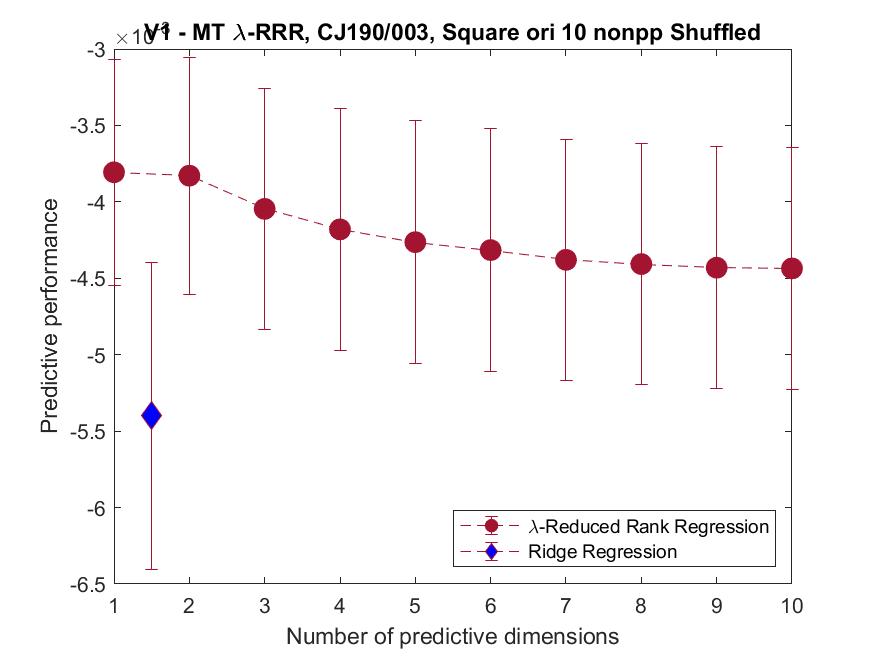 V1 - MT λ-RRR, CJ190/003, Square ori 10 nonpp Shuffled
×10
-3
-3.5
-4
-4.5
-5
-5.5
-6
-6.5
Predictive performance
1 2 3 4 5 6 7 8 9 10
Number of predictive dimensions
λ-Reduced Rank Regression
Ridge Regression